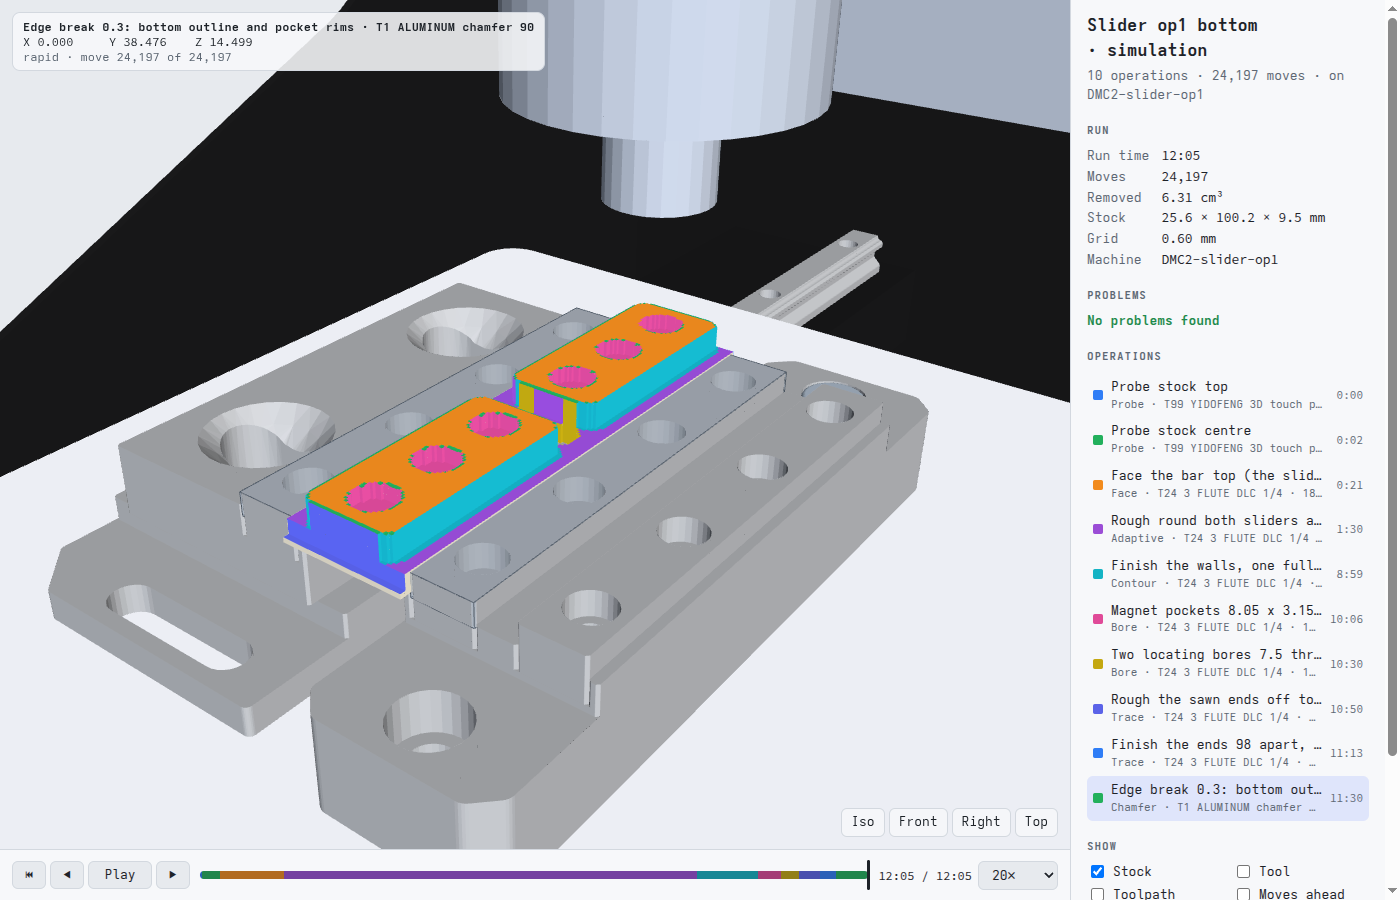 Edge break 0.3: bottom outline and pocket rims · T1 ALUMINUM chamfer 90
X 0.000 Y 38.476 Z 14.499
rapid · move 24,197 of 24,197
Iso
Front
Right
Top
⏮
◀
Play
▶
12:05 / 12:05
20×
Slider op1 bottom
· simulation
10 operations · 24,197 moves · on
DMC2-slider-op1
RUN
Run time 12:05
Moves 24,197
Removed 6.31 cm³
Stock 25.6 × 100.2 × 9.5 mm
Grid 0.60 mm
Machine DMC2-slider-op1
PROBLEMS
No problems found
OPERATIONS
Probe stock top 0:00
Probe · T99 YIDOFENG 3D touch p…
Probe stock centre 0:02
Probe · T99 YIDOFENG 3D touch p…
Face the bar top (the slid… 0:21
Face · T24 3 FLUTE DLC 1/4 · 18…
Rough round both sliders a… 1:30
Adaptive · T24 3 FLUTE DLC 1/4 …
Finish the walls, one full… 8:59
Contour · T24 3 FLUTE DLC 1/4 ·…
Magnet pockets 8.05 x 3.15… 10:06
Bore · T24 3 FLUTE DLC 1/4 · 1…
Two locating bores 7.5 thr… 10:30
Bore · T24 3 FLUTE DLC 1/4 · 1…
Rough the sawn ends off to… 10:50
Trace · T24 3 FLUTE DLC 1/4 · …
Finish the ends 98 apart, … 11:13
Trace · T24 3 FLUTE DLC 1/4 · …
Edge break 0.3: bottom out… 11:30
Chamfer · T1 ALUMINUM chamfer …
SHOW
Stock
Tool
Toolpath
Moves ahead